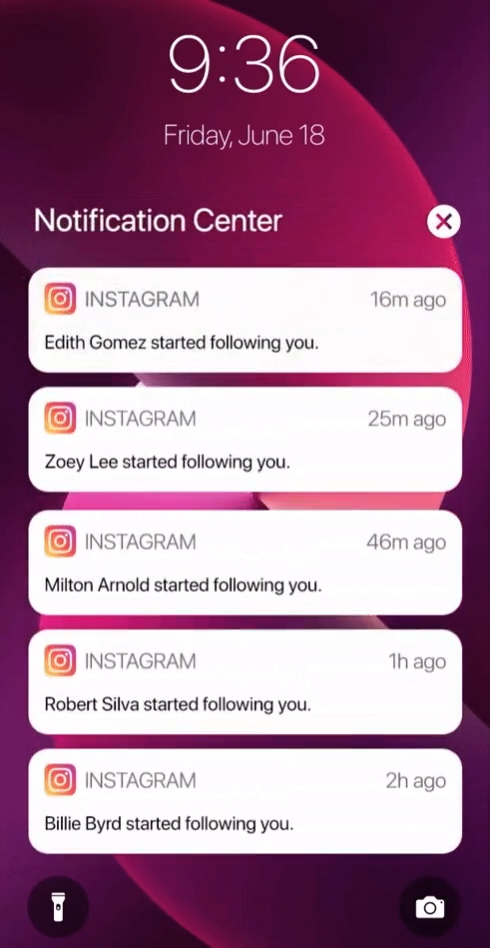 9:36
Friday, June 18
Notification Center
INSTAGRAM 16m ago
Edith Gomez started following you.
INSTAGRAM 25m ago
Zoey Lee started following you.
INSTAGRAM 46m ago
Milton Arnold started following you.
INSTAGRAM 1h ago
Robert Silva started following you.
INSTAGRAM 2h ago
Billie Byrd started following you.